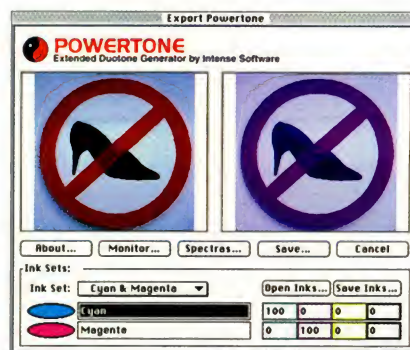 Export Powertone
POWERTONE
Extended Duotone Generator by Intense Software
About... Monitor... Spectras... Save... Cancel
Ink Sets:
Ink Set: Cyan & Magenta Open Inks... Save Inks...
Cyan 100 0 0 0
Magenta 0 100 0 0